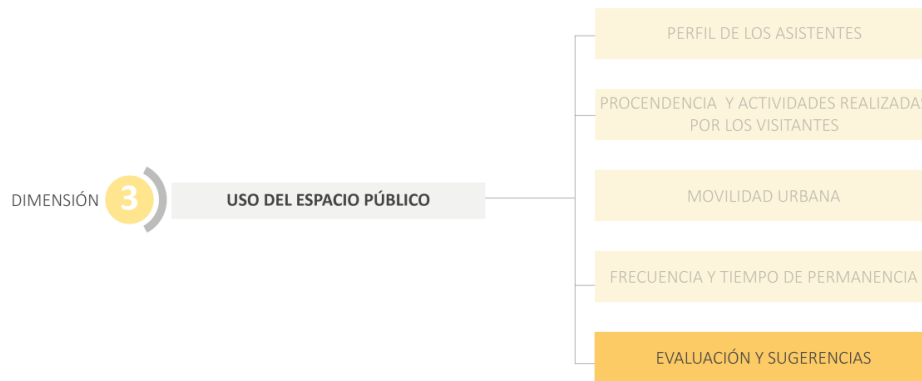 PERFIL DE LOS ASISTENTES
PROCENDENCIA Y ACTIVIDADES REALIZADAS
POR LOS VISITANTES
MOVILIDAD URBANA
DIMENSIÓN 3 USO DEL ESPACIO PÚBLICO
FRECUENCIA Y TIEMPO DE PERMANENCIA
EVALUACIÓN Y SUGERENCIAS